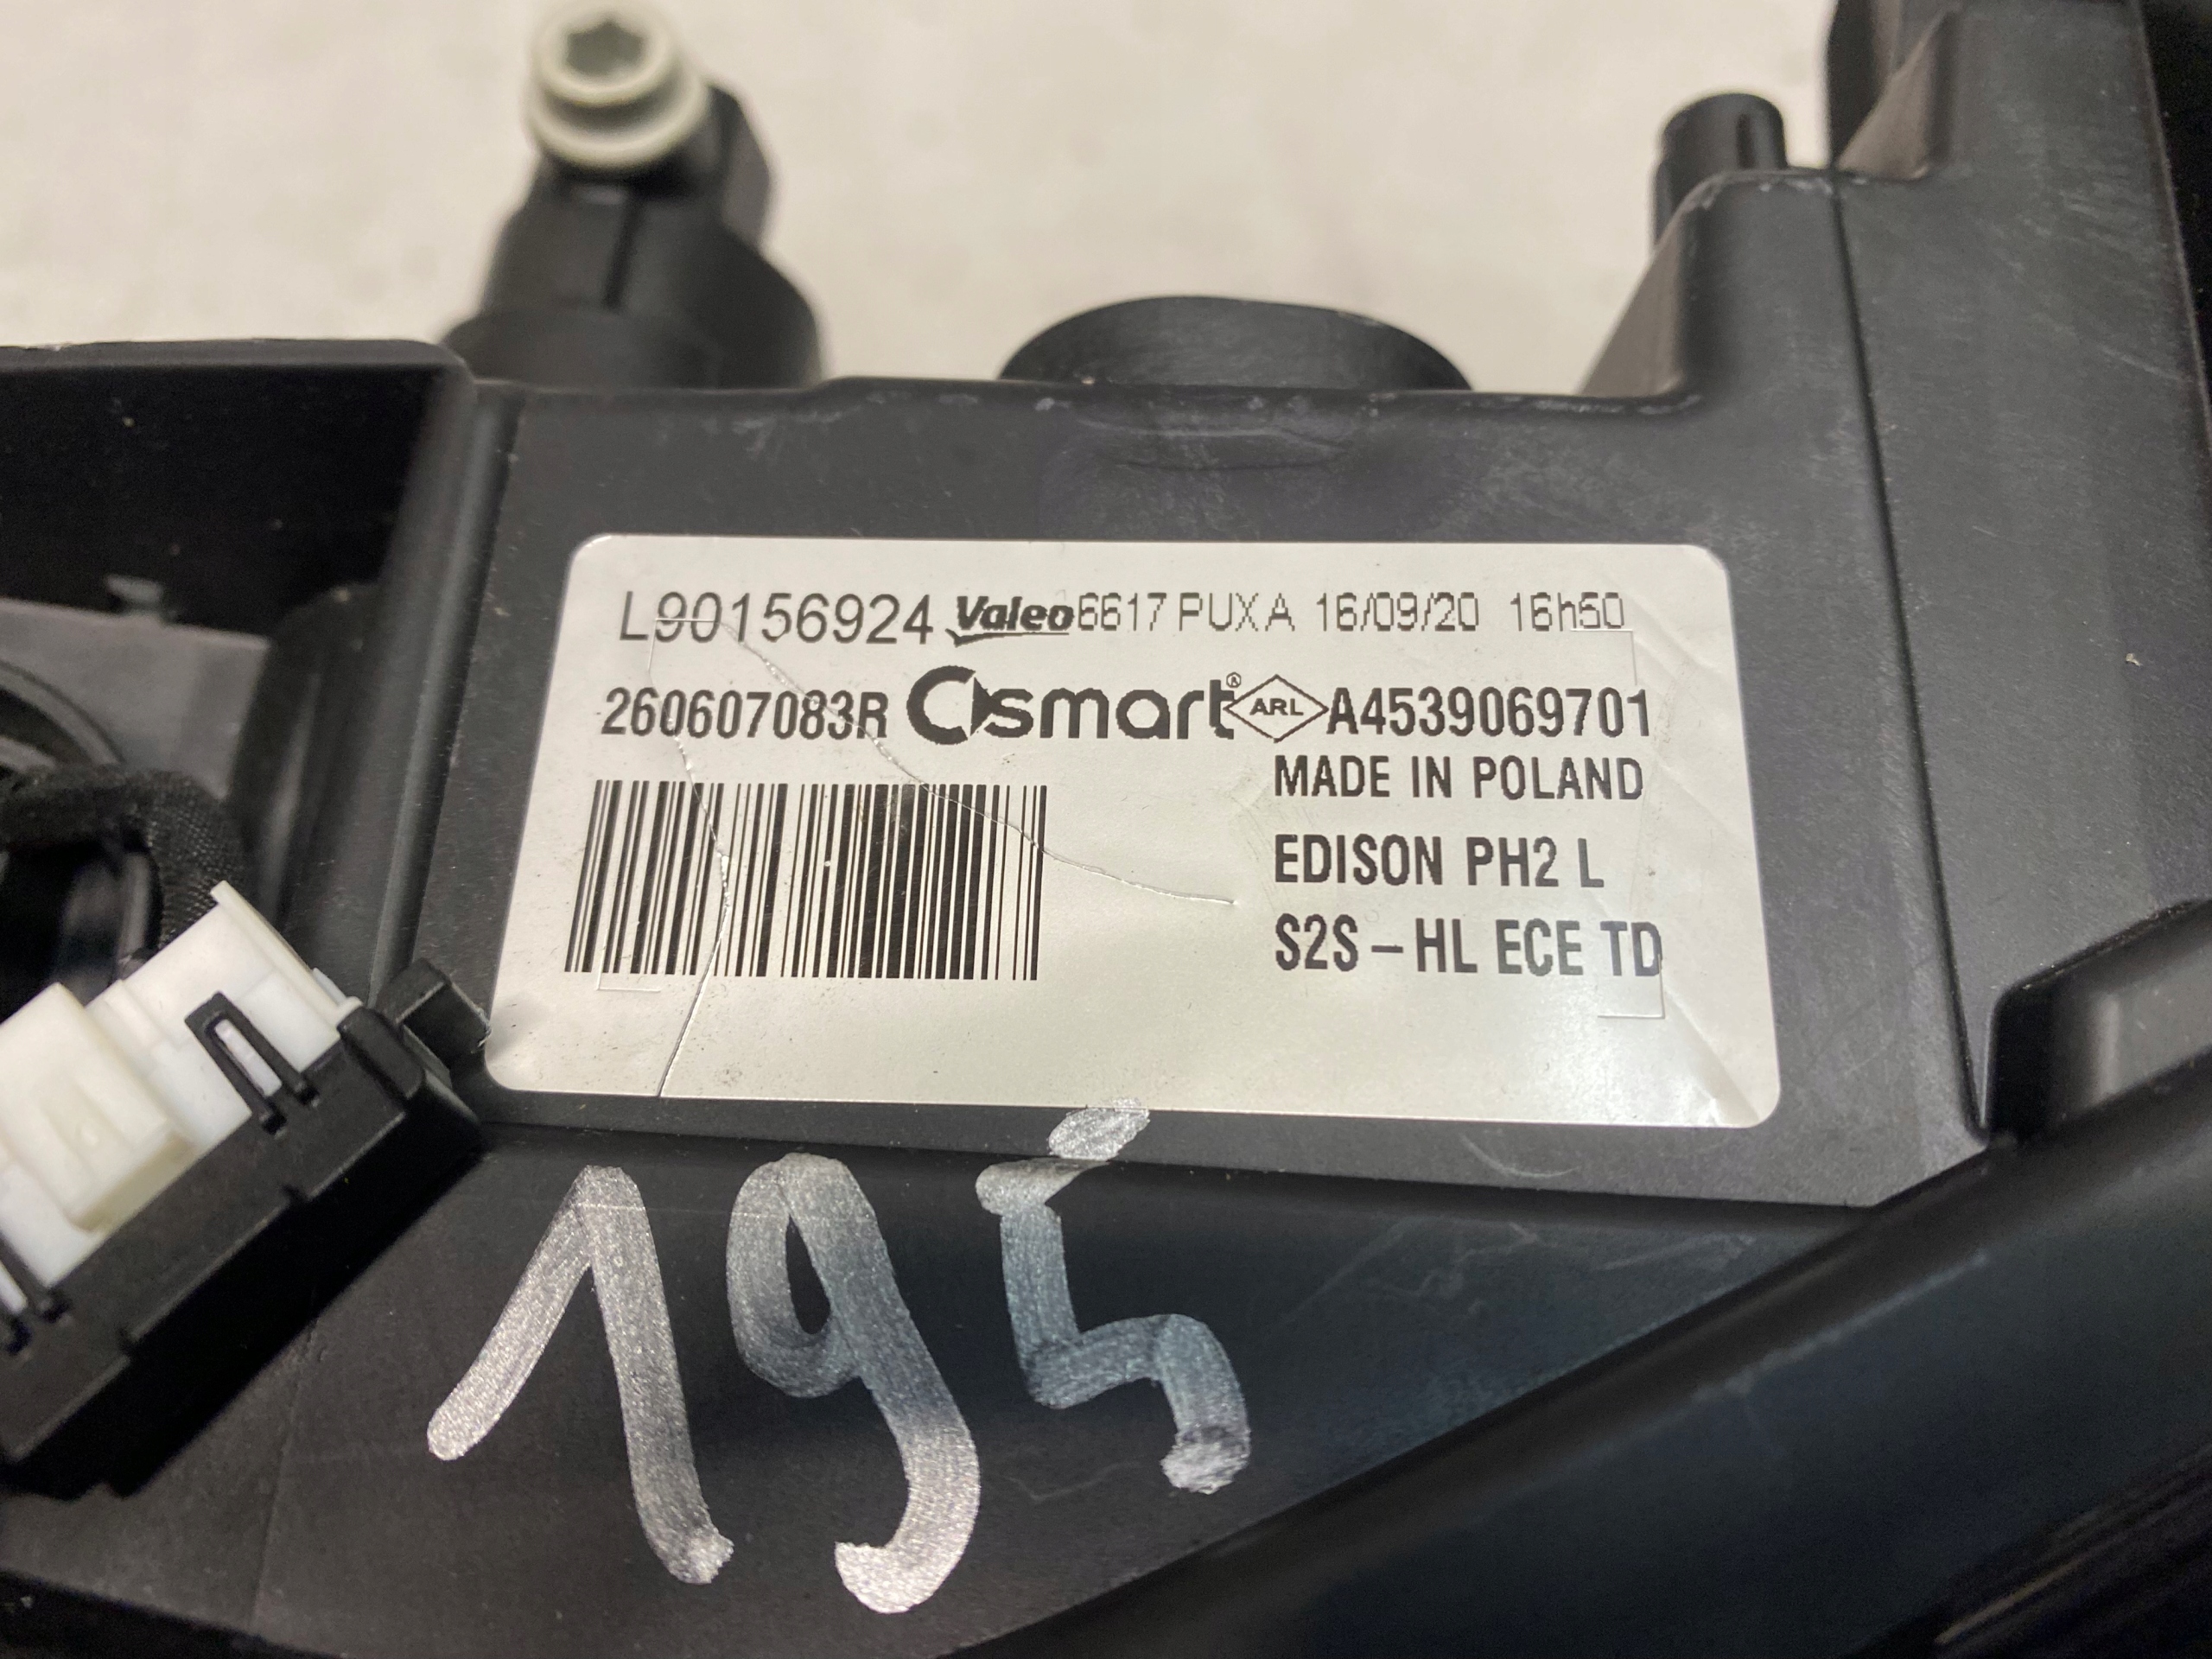 L90156924 Valeo 6617 PUXA 16/09/20 16h50
260607083R smart® ARL A4539069701
MADE IN POLAND
EDISON PH2 L
S2S - HL ECE TD
195